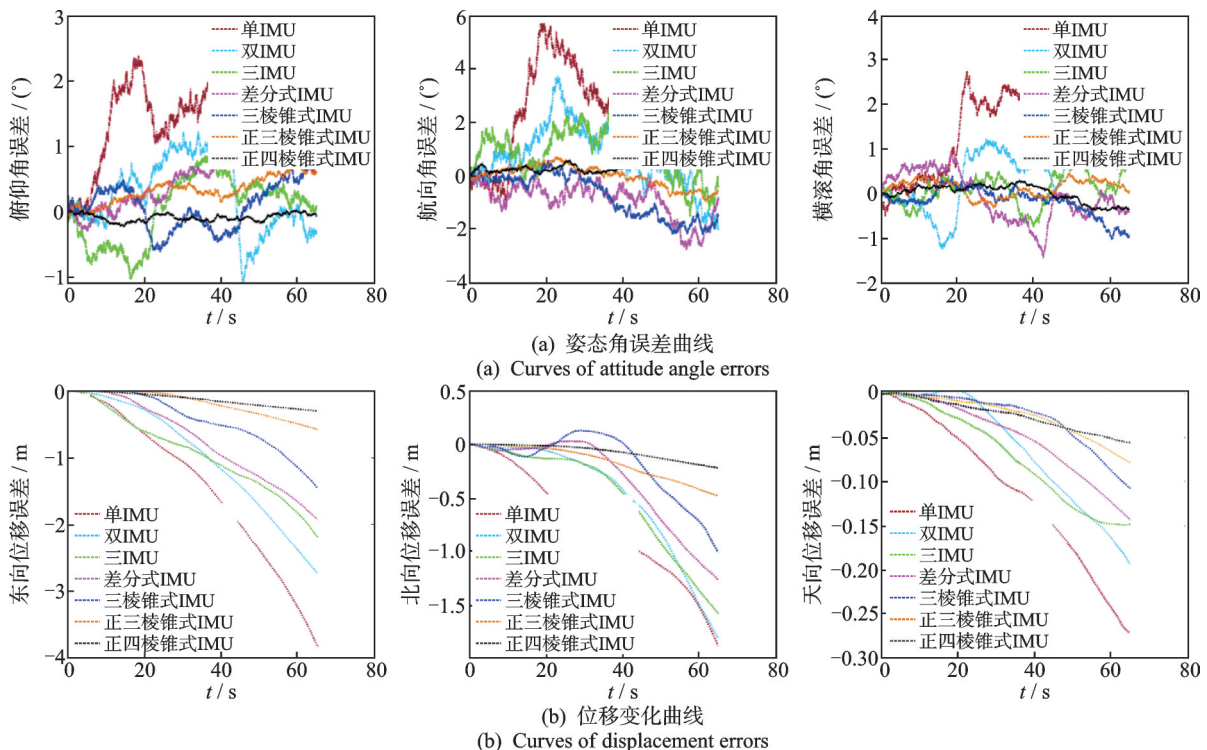 俯仰角误差 / (°)
3
2
1
0
−1
0
20
40
60
80
t / s
单IMU
双IMU
三IMU
差分式IMU
三棱锥式IMU
正三棱锥式IMU
正四棱锥式IMU
航向角误差 / (°)
6
4
2
0
−2
−4
0
20
40
60
80
t / s
单IMU
双IMU
三IMU
差分式IMU
三棱锥式IMU
正三棱锥式IMU
正四棱锥式IMU
横滚角误差 / (°)
4
3
2
1
0
−1
−2
0
20
40
60
80
t / s
单IMU
双IMU
三IMU
差分式IMU
三棱锥式IMU
正三棱锥式IMU
正四棱锥式IMU
(a) 姿态角误差曲线
(a) Curves of attitude angle errors
东向位移误差 / m
0
−1
−2
−3
−4
0
20
40
60
80
t / s
单IMU
双IMU
三IMU
差分式IMU
三棱锥式IMU
正三棱锥式IMU
正四棱锥式IMU
北向位移误差 / m
0.5
0
−0.5
−1.0
−1.5
0
20
40
60
80
t / s
单IMU
双IMU
三IMU
差分式IMU
三棱锥式IMU
正三棱锥式IMU
正四棱锥式IMU
天向位移误差 / m
0
−0.05
−0.10
−0.15
−0.20
−0.25
−0.30
0
20
40
60
80
t / s
单IMU
双IMU
三IMU
差分式IMU
三棱锥式IMU
正三棱锥式IMU
正四棱锥式IMU
(b) 位移变化曲线
(b) Curves of displacement errors